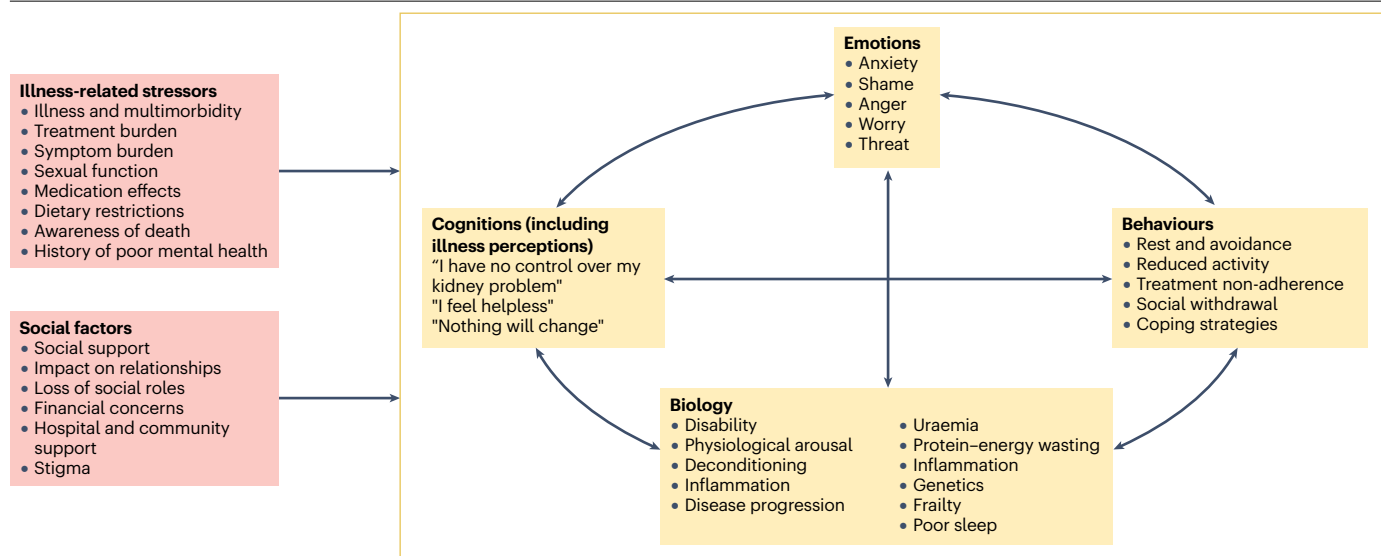 Illness-related stressors
• Illness and multimorbidity
• Treatment burden
• Symptom burden
• Sexual function
• Medication effects
• Dietary restrictions
• Awareness of death
• History of poor mental health
Social factors
• Social support
• Impact on relationships
• Loss of social roles
• Financial concerns
• Hospital and community
support
• Stigma
Emotions
• Anxiety
• Shame
• Anger
• Worry
• Threat
Cognitions (including
illness perceptions)
“I have no control over my
kidney problem"
"I feel helpless"
"Nothing will change"
Behaviours
• Rest and avoidance
• Reduced activity
• Treatment non-adherence
• Social withdrawal
• Coping strategies
Biology
• Disability
• Physiological arousal
• Deconditioning
• Inflammation
• Disease progression
• Uraemia
• Protein–energy wasting
• Inflammation
• Genetics
• Frailty
• Poor sleep